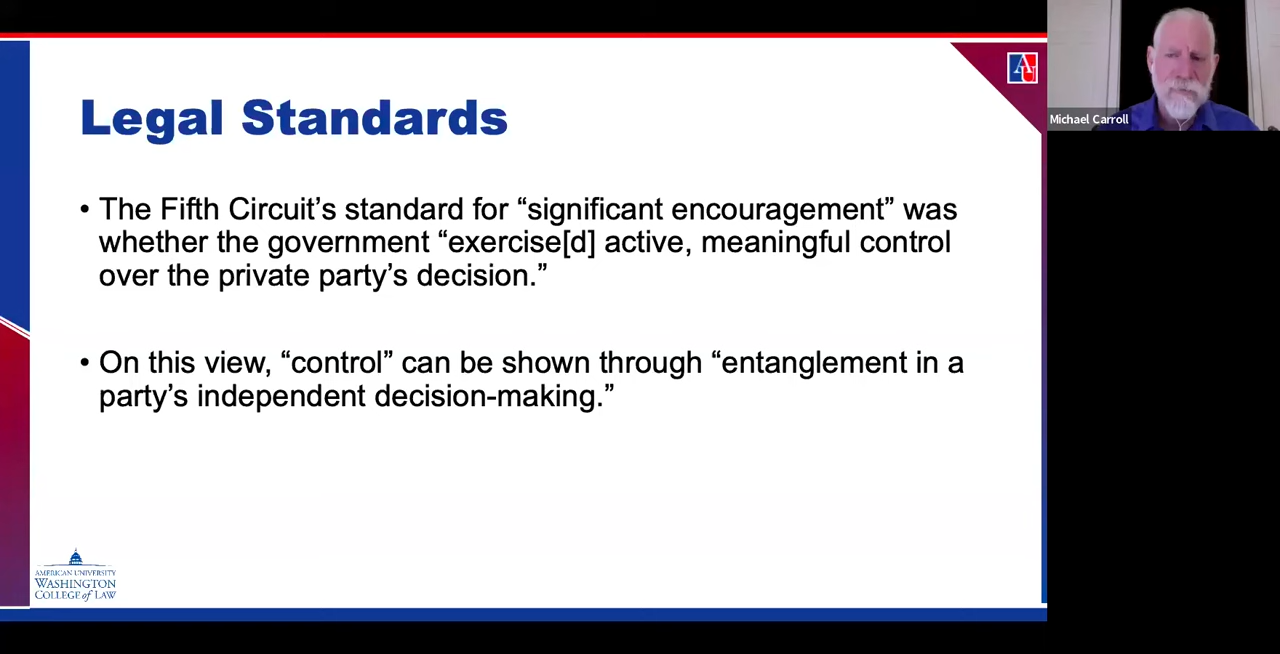 Legal Standards
• The Fifth Circuit’s standard for “significant encouragement” was
whether the government “exercise[d] active, meaningful control
over the private party’s decision.”
• On this view, “control” can be shown through “entanglement in a
party’s independent decision-making.”
AU
Michael Carroll
AMERICAN UNIVERSITY
WASHINGTON
COLLEGE of LAW